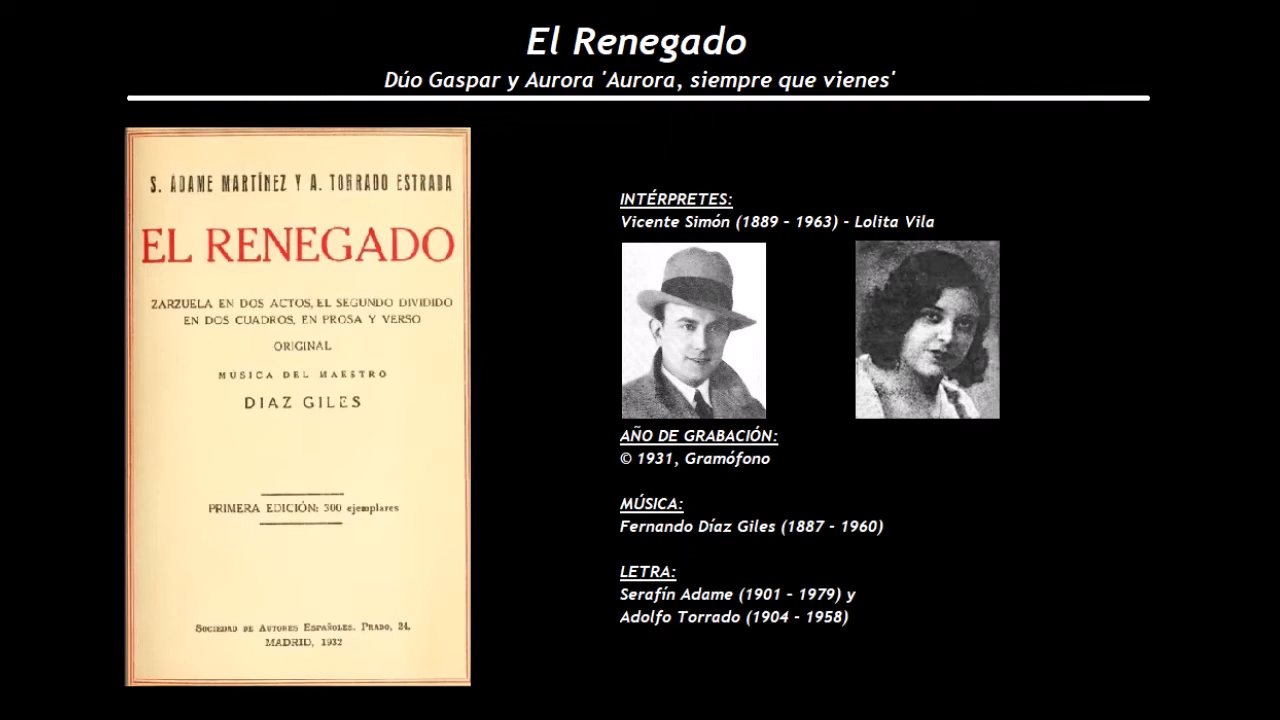 El Renegado
Dúo Gaspar y Aurora 'Aurora, siempre que vienes'
S. ADAME MARTÍNEZ Y A. TORRADO ESTRADA
EL RENEGADO
ZARZUELA EN DOS ACTOS, EL SEGUNDO DIVIDIDO
EN DOS CUADROS, EN PROSA Y VERSO
ORIGINAL
MUSICA DEL MAESTRO
DIAZ GILES
PRIMERA EDICIÓN: 300 ejemplares
SOCIEDAD DE AUTORES ESPAÑOLES. PRADO, 24.
MADRID, 1932
INTÉRPRETES:
Vicente Simón (1889 - 1963) - Lolita Vila
AÑO DE GRABACIÓN:
© 1931, Gramófono
MÚSICA:
Fernando Díaz Giles (1887 - 1960)
LETRA:
Serafín Adame (1901 - 1979) y
Adolfo Torrado (1904 - 1958)